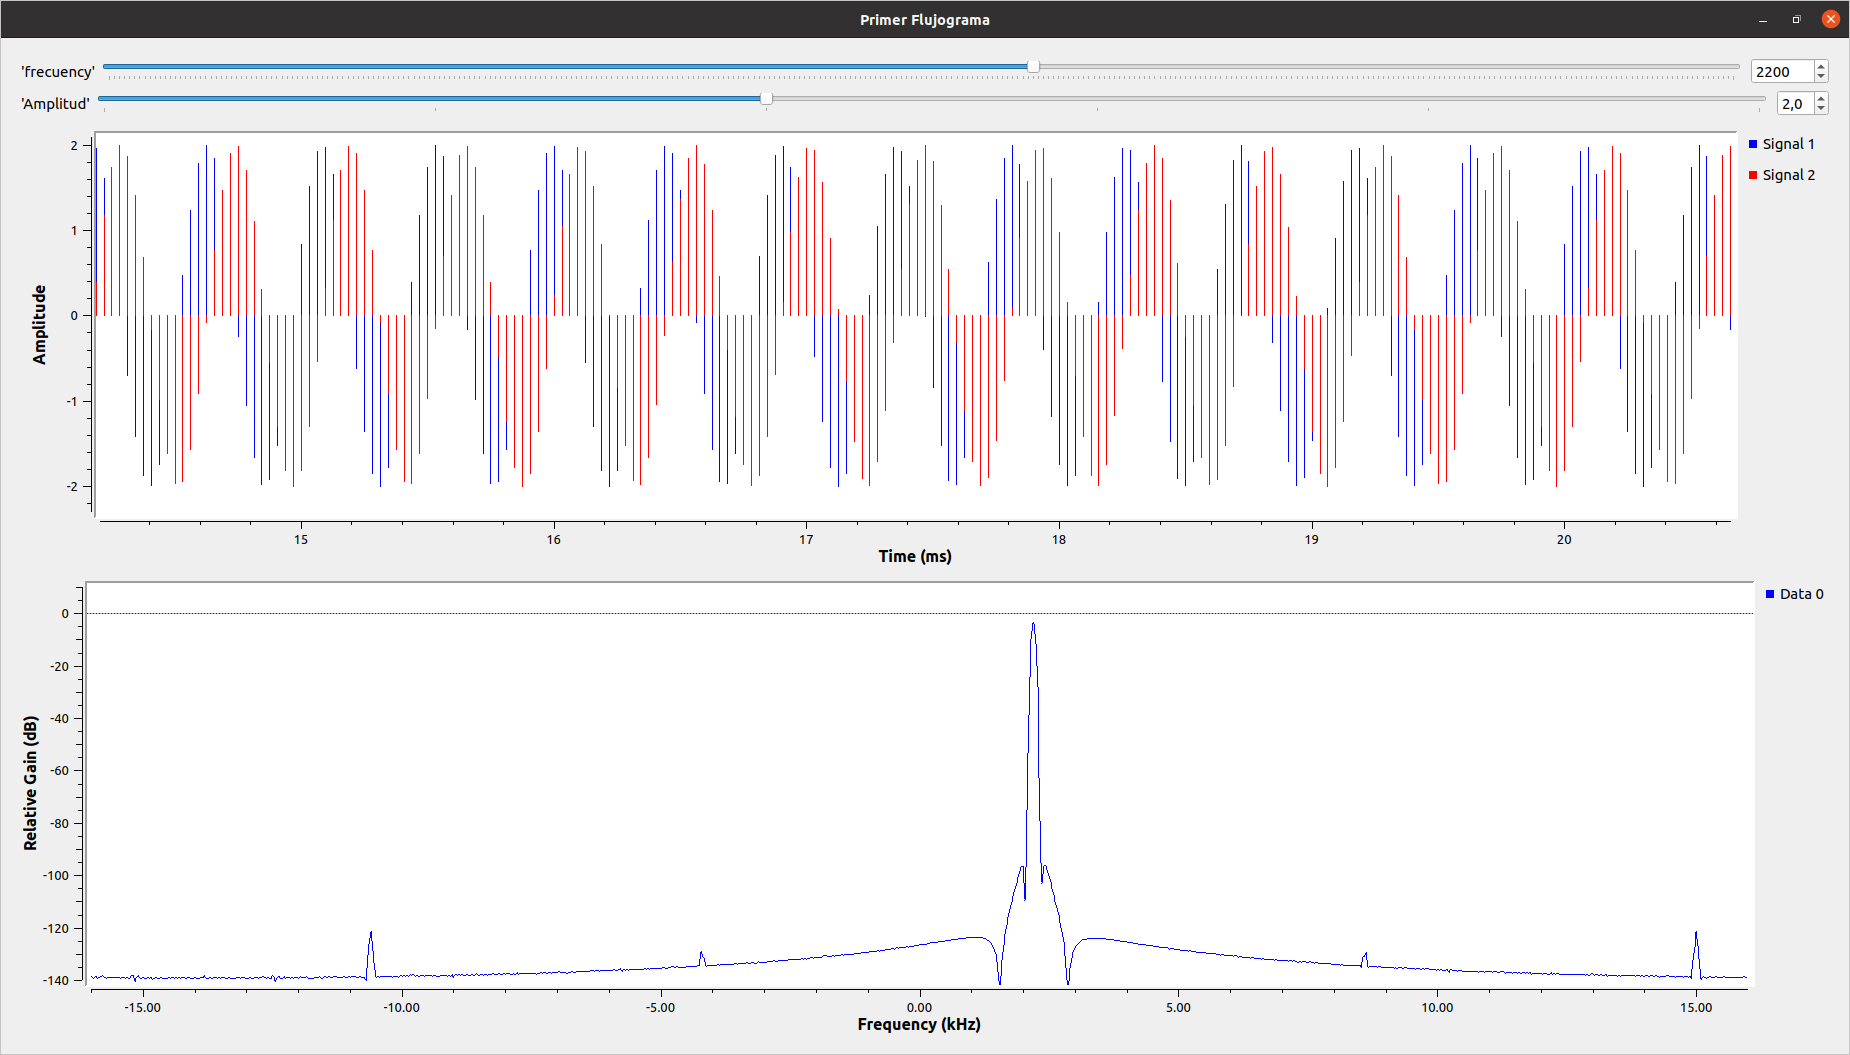 Primer Flujograma
'frecuency' 2200
'Amplitud' 2,0
Signal 1
Signal 2
Amplitude
2
1
0
-1
-2
15 16 17 18 19 20
Time (ms)
Data 0
Relative Gain (dB)
0
-20
-40
-60
-80
-100
-120
-140
-15.00 -10.00 -5.00 0.00 5.00 10.00 15.00
Frequency (kHz)